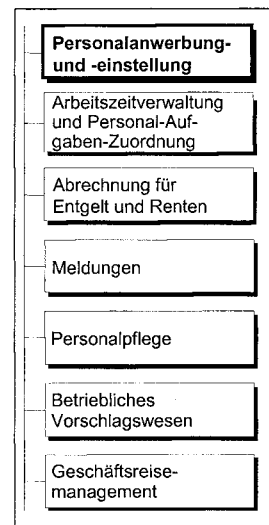 Personalanwerbung-
und -einstellung
Arbeitszeitverwaltung
und Personal-Auf-
gaben-Zuordnung
Abrechnung für
Entgelt und Renten
Meldungen
Personalpflege
Betriebliches
Vorschlagswesen
Geschäftsreise-
management